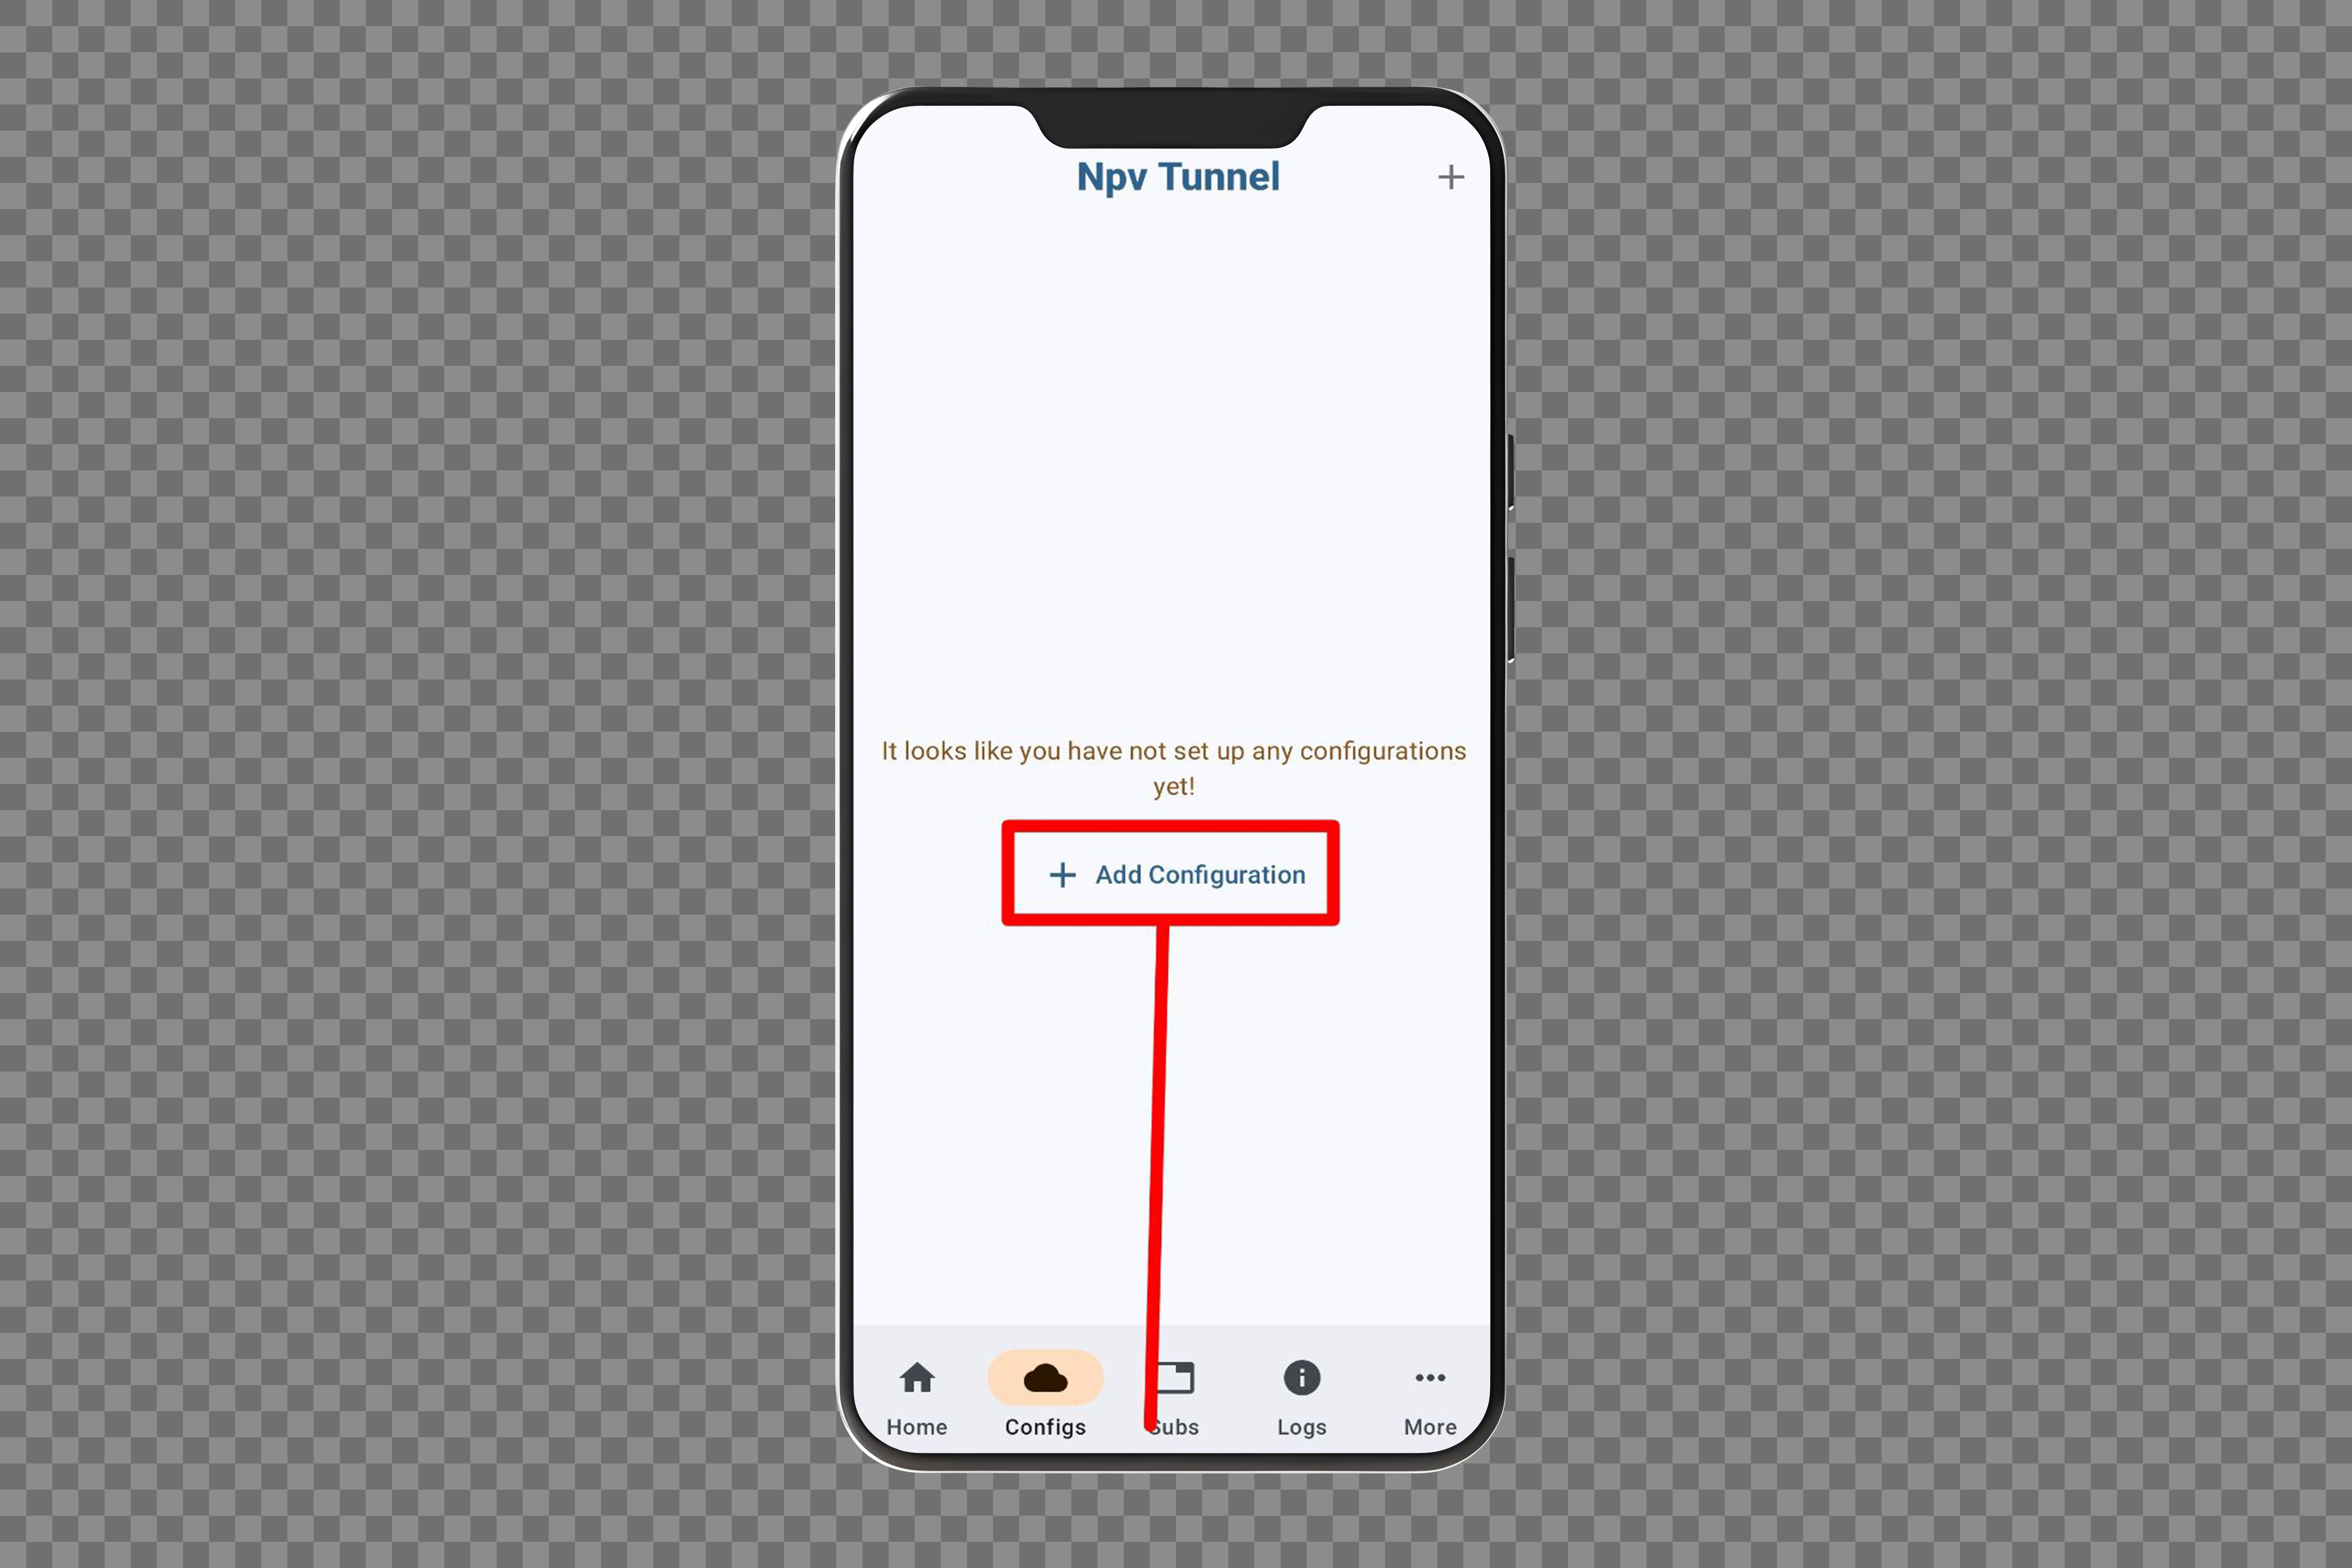 Npv Tunnel
It looks like you have not set up any configurations
yet!
Add Configuration
Home
Configs
Subs
Logs
More